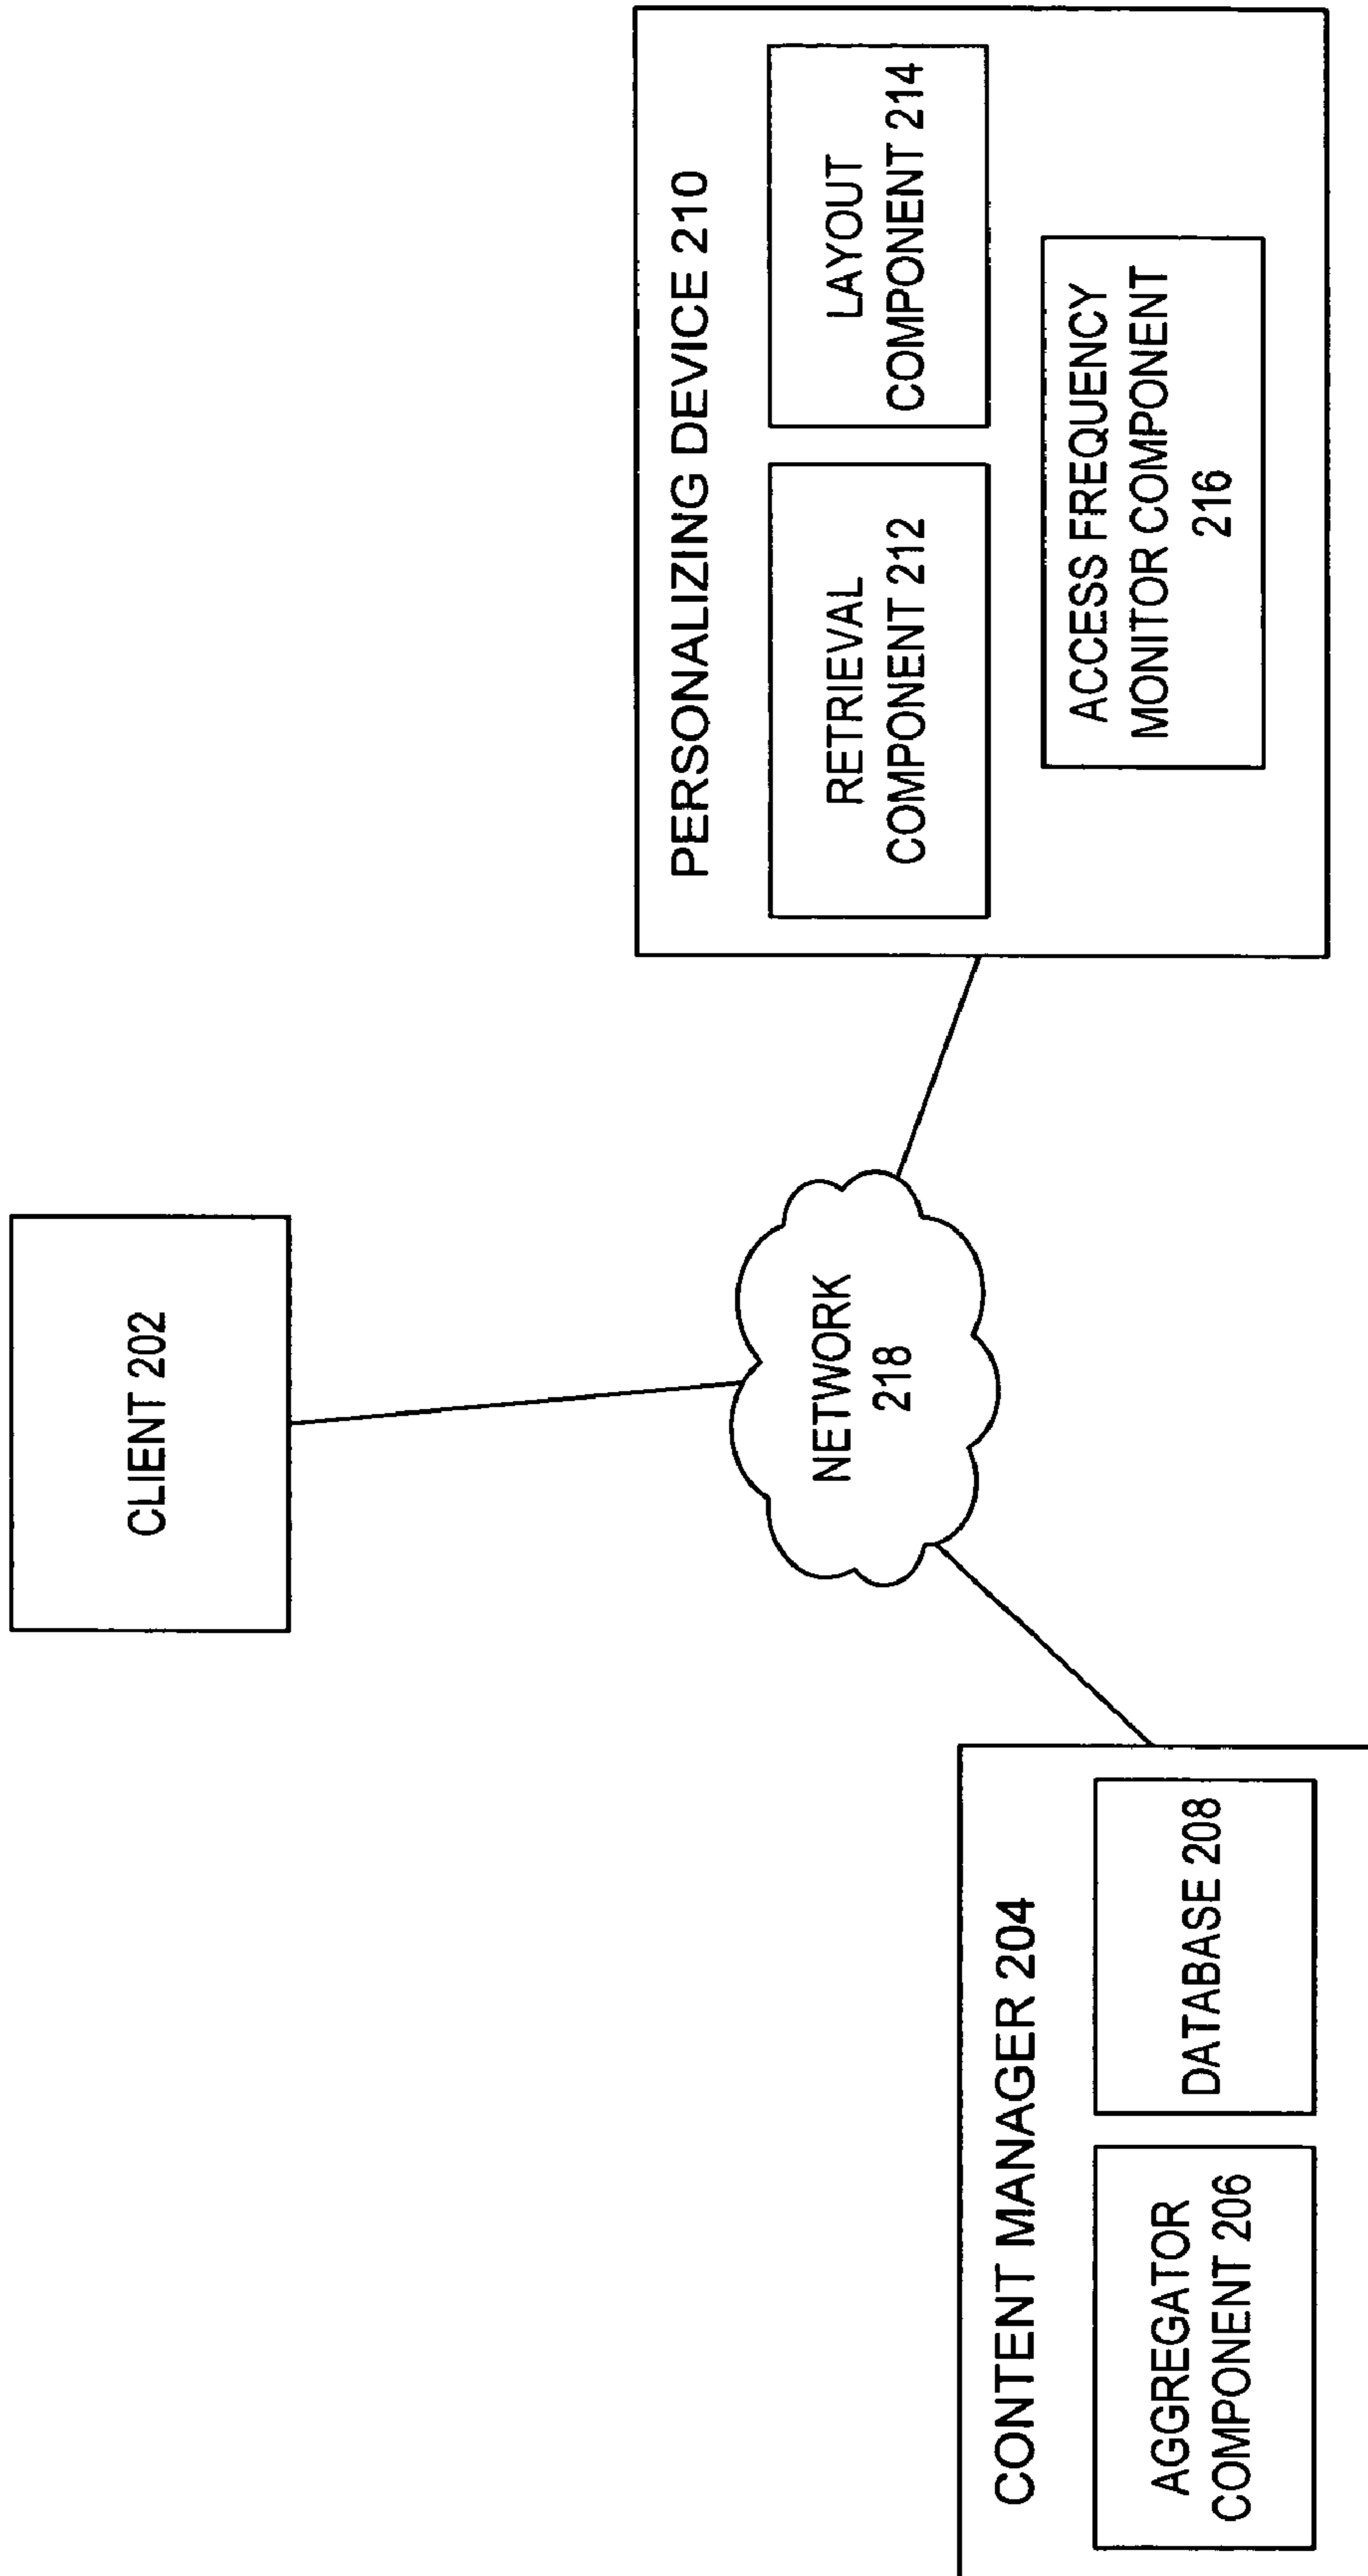 CLIENT 202
NETWORK
218
CONTENT MANAGER 204
AGGREGATOR
COMPONENT 206
DATABASE 208
PERSONALIZING DEVICE 210
RETRIEVAL
COMPONENT 212
LAYOUT
COMPONENT 214
ACCESS FREQUENCY
MONITOR COMPONENT
216